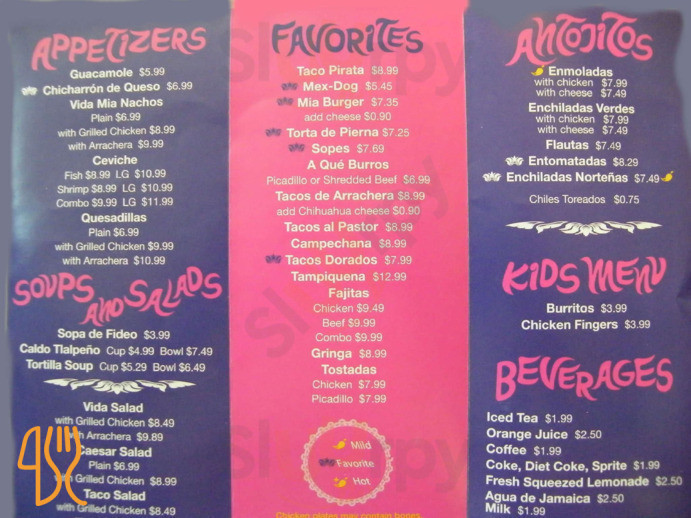 APPETIZERS
Guacamole $5.99
Chicharrón de Queso $6.99
Vida Mia Nachos
Plain $6.99
with Grilled Chicken $8.99
with Arrachera $9.99
Ceviche
Fish $8.99 LG $10.99
Shrimp $8.99 LG $10.99
Combo $9.99 LG $11.99
Quesadillas
Plain $6.99
with Grilled Chicken $9.99
with Arrachera $10.99
SOUPS AND SALADS
Sopa de Fideo $3.99
Caldo Tlalpeño Cup $4.99 Bowl $7.49
Tortilla Soup Cup $5.29 Bowl $6.49
Vida Salad
with Grilled Chicken $8.49
Arrachera $9.89
Caesar Salad
Plain $6.99
Grilled Chicken $8.99
Taco Salad
with Grilled Chicken $8.49
FAVORITES
Taco Pirata $8.99
Mex-Dog $5.45
Mia Burger $7.35
add cheese $0.90
Torta de Pierna $7.25
Sopes $7.69
A Qué Burros
Picadillo or Shredded Beef $6.99
Tacos de Arrachera $8.99
add Chihuahua cheese $0.90
Tacos al Pastor $8.99
Campechana $8.99
Tacos Dorados $7.99
Tampiquena $12.99
Fajitas
Chicken $9.49
Beef $9.99
Combo $9.99
Gringa $8.99
Tostadas
Chicken $7.99
Picadillo $7.99
Mild
Favorite
Hot
Chicken plates may contain bones
ANTOJITOS
Enmoladas
with chicken $7.99
with cheese $7.49
Enchiladas Verdes
with chicken $7.99
with cheese $7.49
Flautas $7.49
Entomatadas $8.29
Enchiladas Norteñas $7.49
Chiles Toreados $0.75
KIDS MENU
Burritos $3.99
Chicken Fingers $3.99
BEVERAGES
Iced Tea $1.99
Orange Juice $2.50
Coffee $1.99
Coke, Diet Coke, Sprite $1.99
Fresh Squeezed Lemonade $2.50
Agua de Jamaica $2.50
Milk $1.99